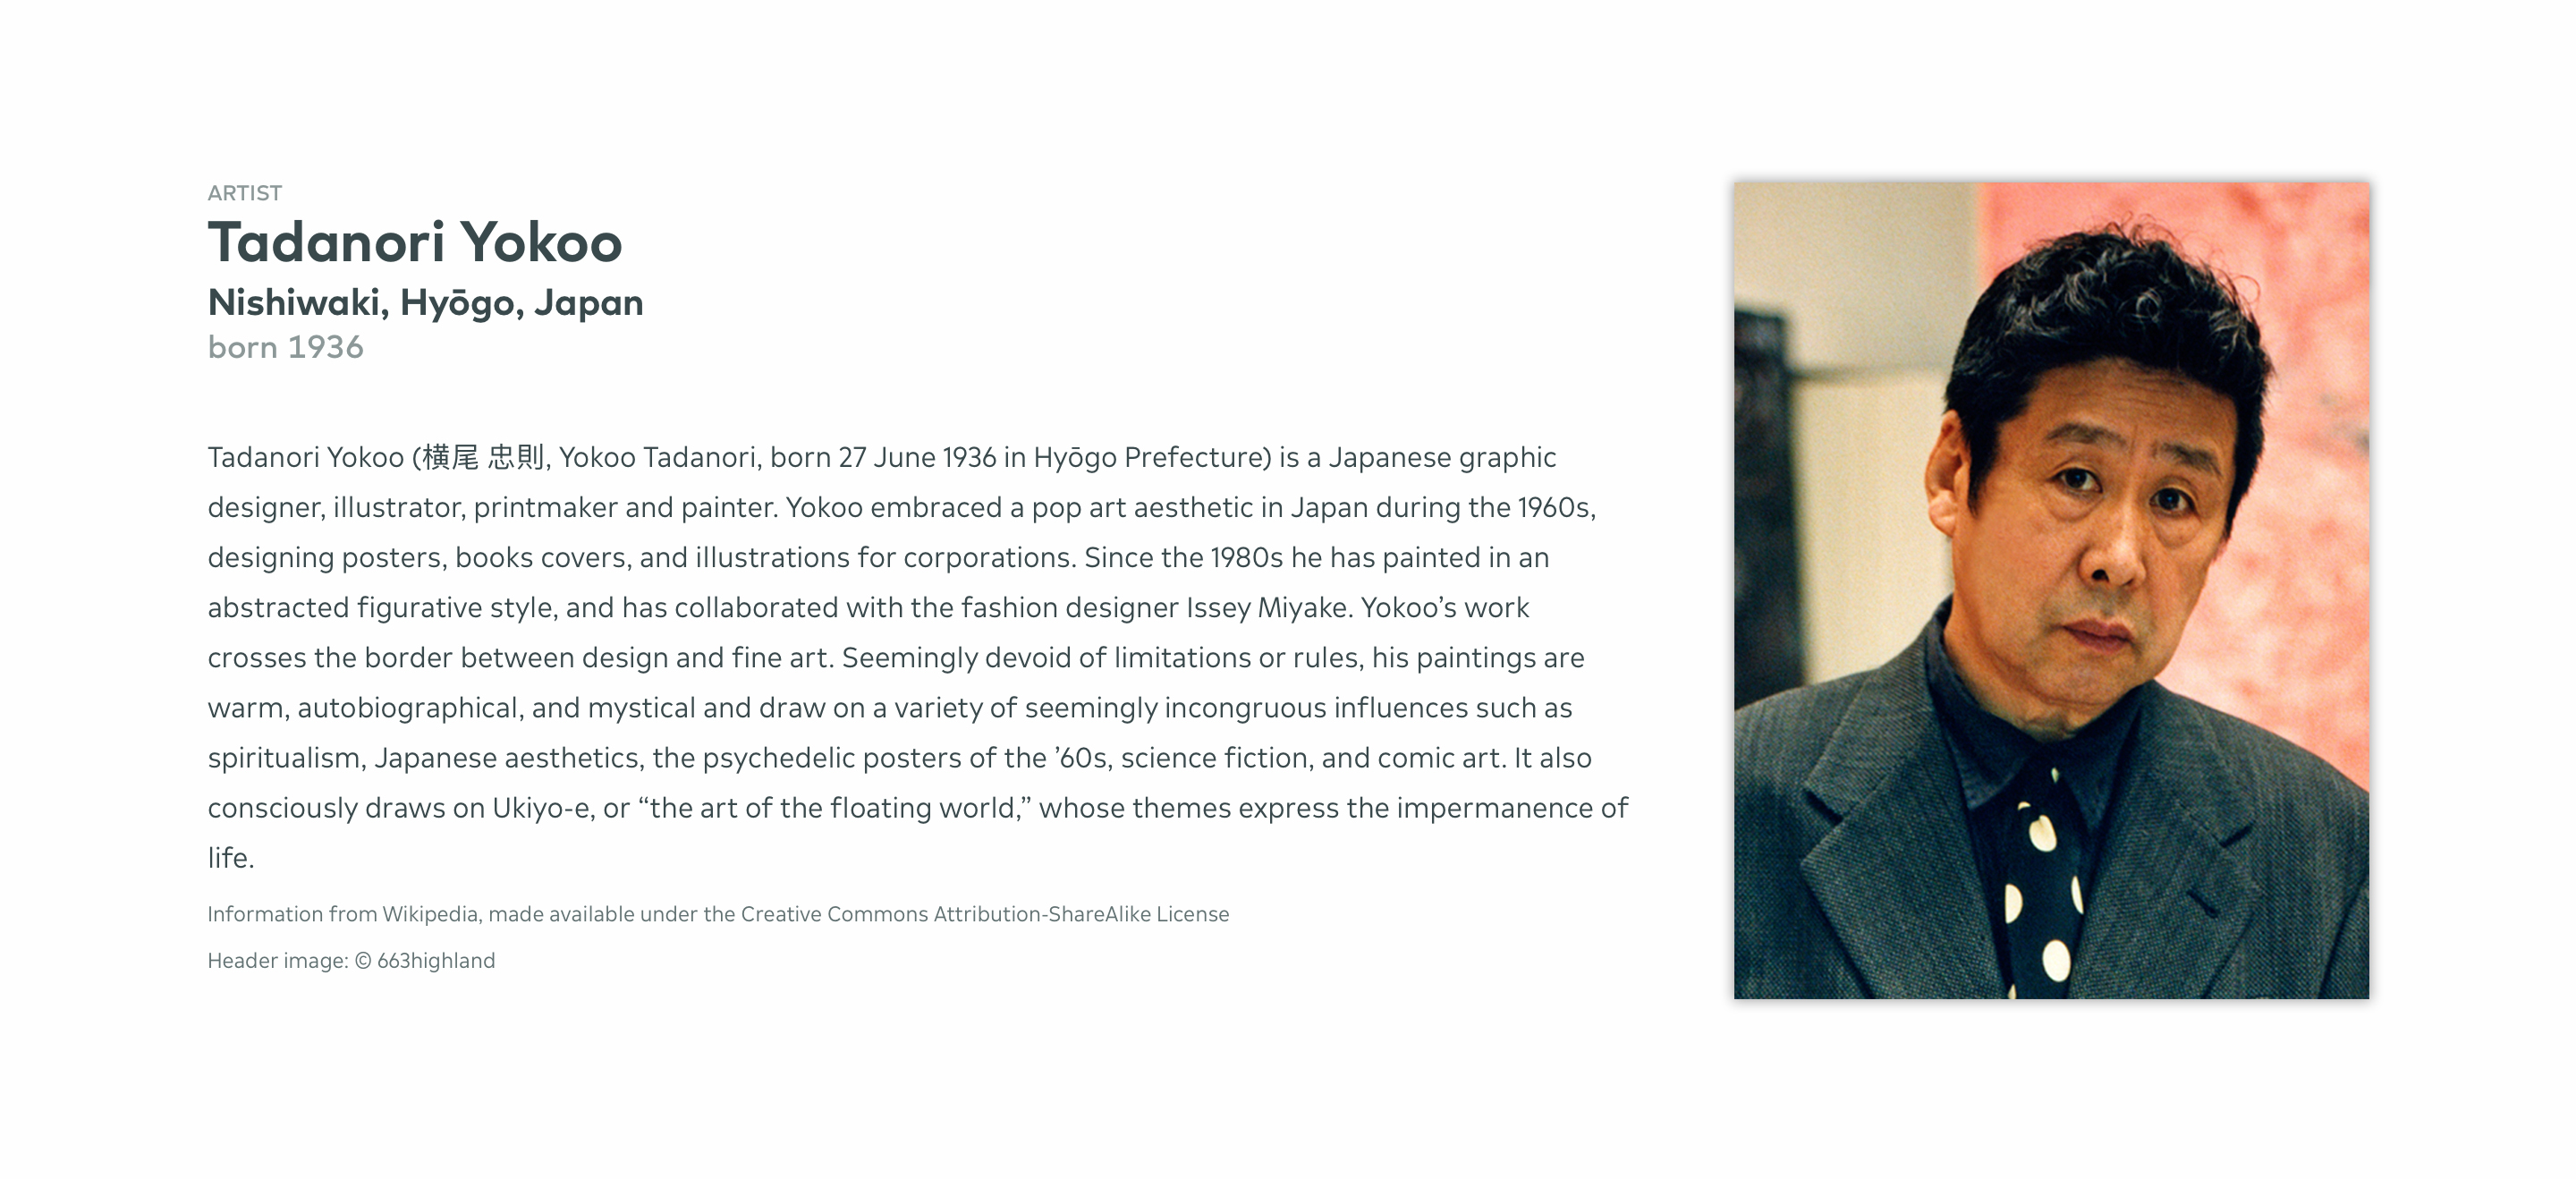 ARTIST
Tadanori Yokoo
Nishiwaki, Hyōgo, Japan
born 1936
Tadanori Yokoo (横尾 忠則, Yokoo Tadanori, born 27 June 1936 in Hyōgo Prefecture) is a Japanese graphic
designer, illustrator, printmaker and painter. Yokoo embraced a pop art aesthetic in Japan during the 1960s,
designing posters, books covers, and illustrations for corporations. Since the 1980s he has painted in an
abstracted figurative style, and has collaborated with the fashion designer Issey Miyake. Yokoo’s work
crosses the border between design and fine art. Seemingly devoid of limitations or rules, his paintings are
warm, autobiographical, and mystical and draw on a variety of seemingly incongruous influences such as
spiritualism, Japanese aesthetics, the psychedelic posters of the ’60s, science fiction, and comic art. It also
consciously draws on Ukiyo-e, or “the art of the floating world,” whose themes express the impermanence of
life.
Information from Wikipedia, made available under the Creative Commons Attribution-ShareAlike License
Header image: © 663highland